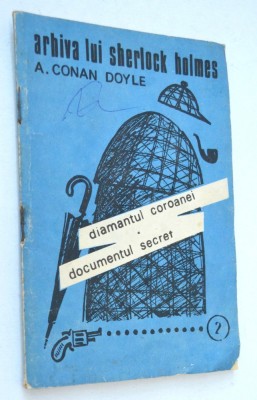 arhiva lui sherlock holmes
A. CONAN DOYLE
diamantul coroanei
documentul secret
2